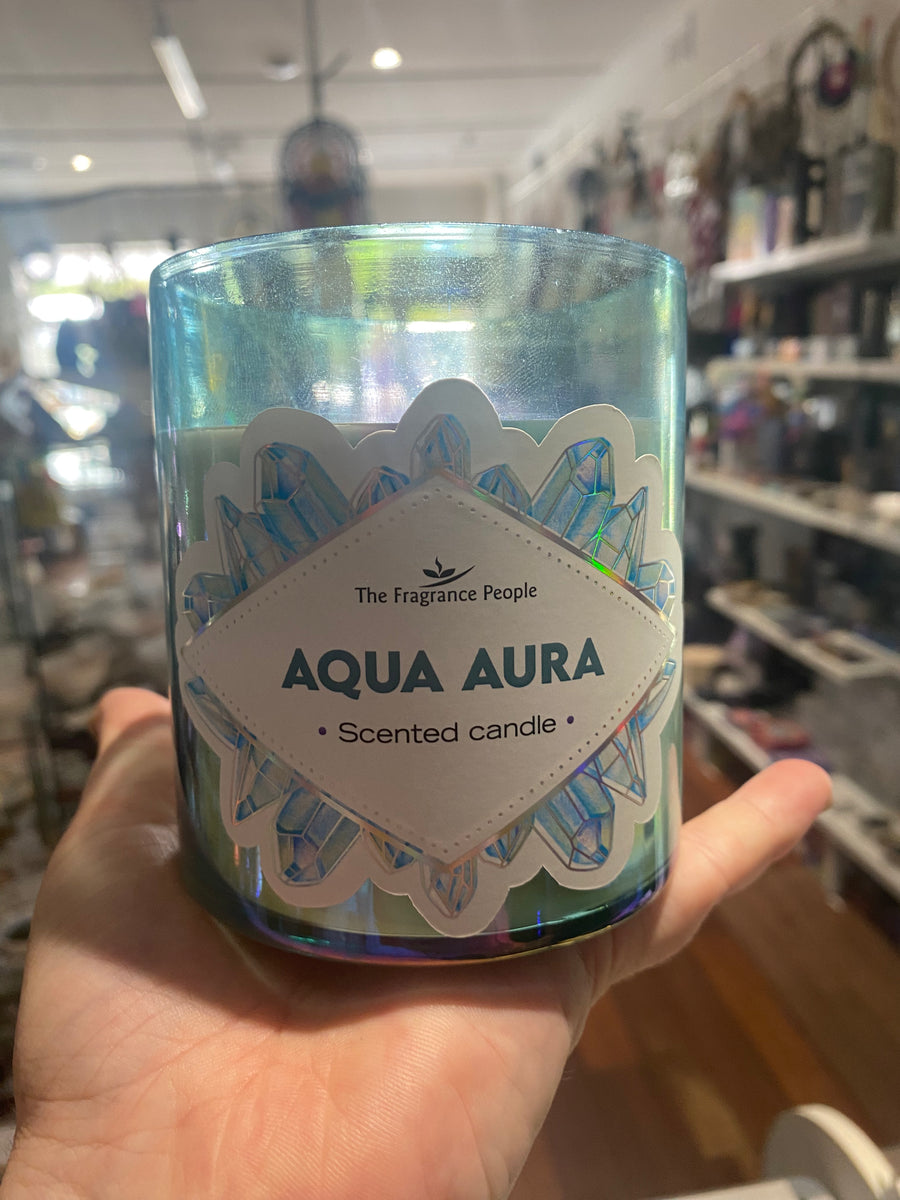 The Fragrance People
AQUA AURA
• Scented candle •